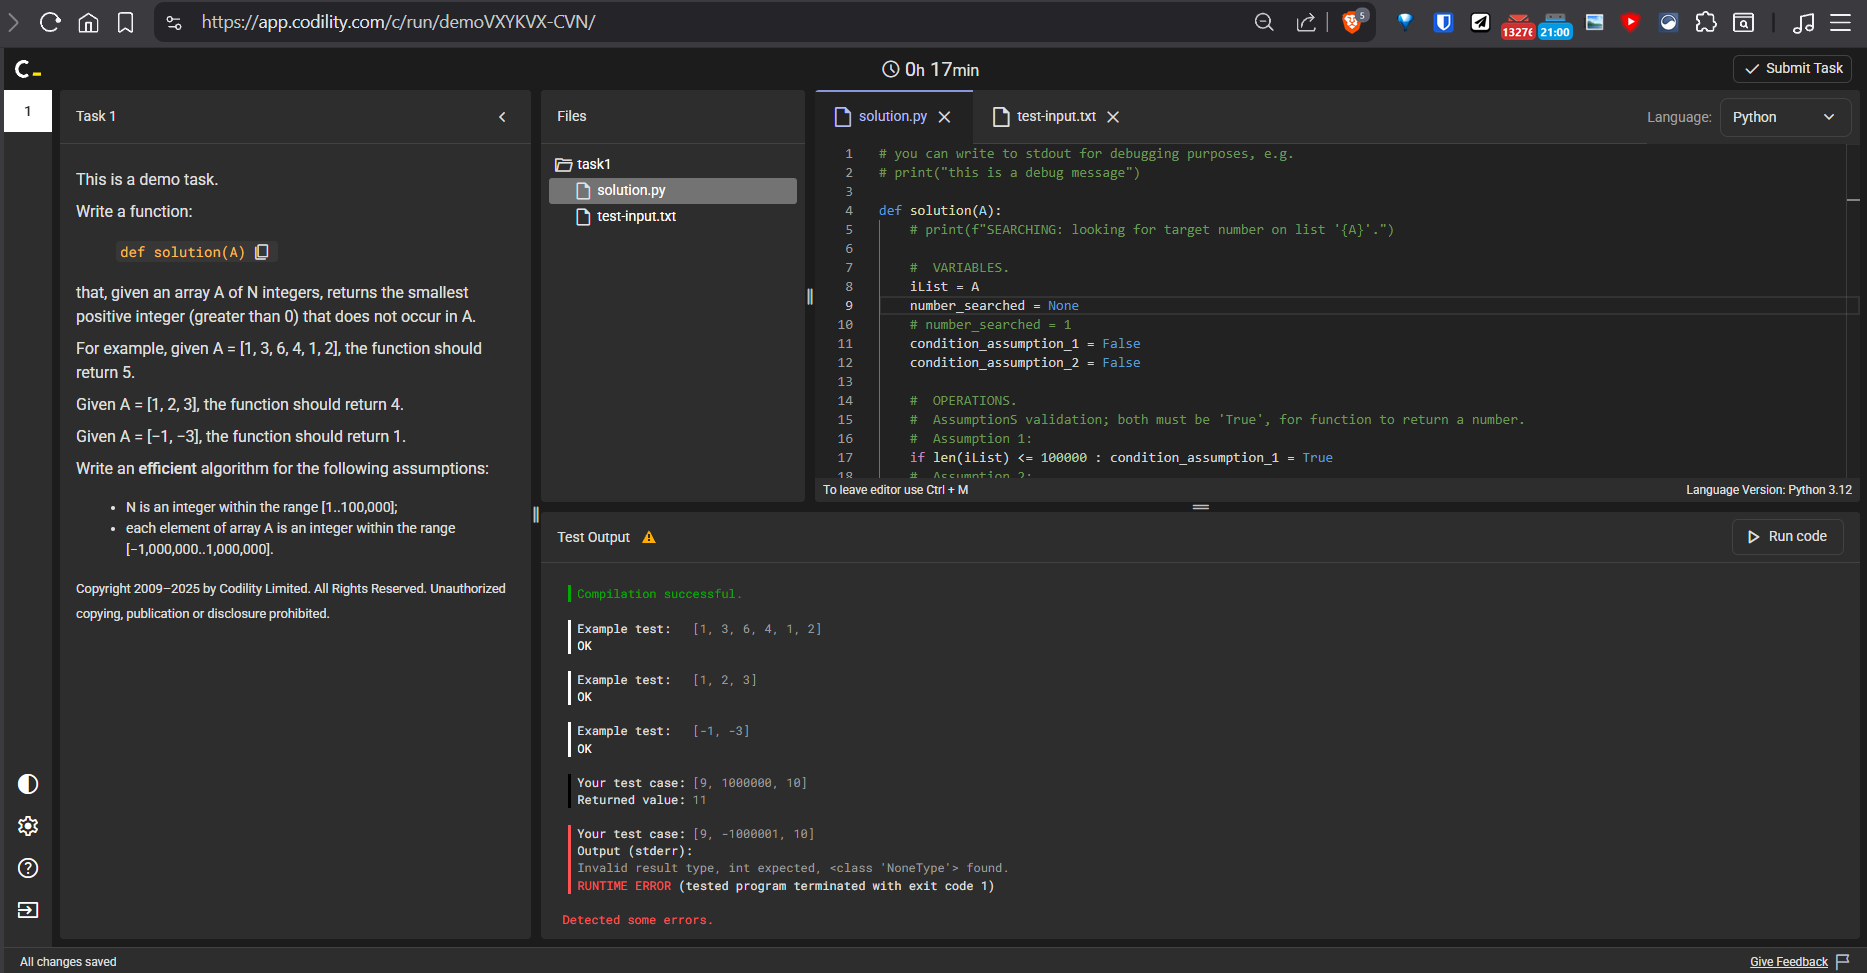 https://app.codility.com/c/run/demoVXYKVX-CVN/
5
13276
21:00
C_
0h 17min
Submit Task
1
Task 1
This is a demo task.
Write a function:
def solution(A)
that, given an array A of N integers, returns the smallest
positive integer (greater than 0) that does not occur in A.
For example, given A = [1, 3, 6, 4, 1, 2], the function should
return 5.
Given A = [1, 2, 3], the function should return 4.
Given A = [−1, −3], the function should return 1.
Write an efficient algorithm for the following assumptions:
• N is an integer within the range [1..100,000];
• each element of array A is an integer within the range
[−1,000,000..1,000,000].
Copyright 2009–2025 by Codility Limited. All Rights Reserved. Unauthorized
copying, publication or disclosure prohibited.
Files
task1
solution.py
test-input.txt
solution.py
test-input.txt
Language: Python
1 # you can write to stdout for debugging purposes, e.g.
2 # print("this is a debug message")
3
4 def solution(A):
5 # print(f"SEARCHING: looking for target number on list '{A}'.")
6
7 # VARIABLES.
8 iList = A
9 number_searched = None
10 # number_searched = 1
11 condition_assumption_1 = False
12 condition_assumption_2 = False
13
14 # OPERATIONS.
15 # AssumptionS validation; both must be 'True', for function to return a number.
16 # Assumption 1:
17 if len(iList) <= 100000 : condition_assumption_1 = True
18 # Assumption 2:
To leave editor use Ctrl + M
Language Version: Python 3.12
Test Output
Run code
Compilation successful.
Example test: [1, 3, 6, 4, 1, 2]
OK
Example test: [1, 2, 3]
OK
Example test: [-1, -3]
OK
Your test case: [9, 1000000, 10]
Returned value: 11
Your test case: [9, -1000001, 10]
Output (stderr):
Invalid result type, int expected, <class 'NoneType'> found.
RUNTIME ERROR (tested program terminated with exit code 1)
Detected some errors.
All changes saved
Give Feedback